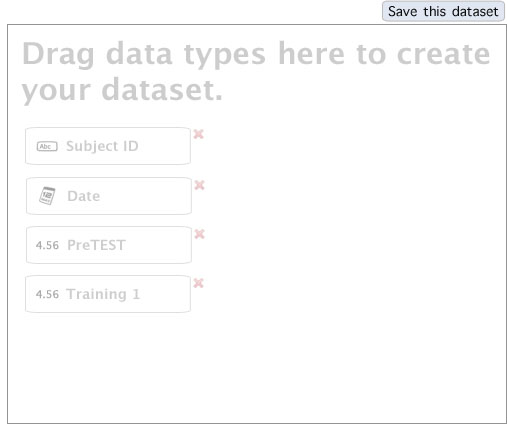 Save this dataset
Drag data types here to create
your dataset.
Abc Subject ID
12 Date
4.56 PreTEST
4.56 Training 1